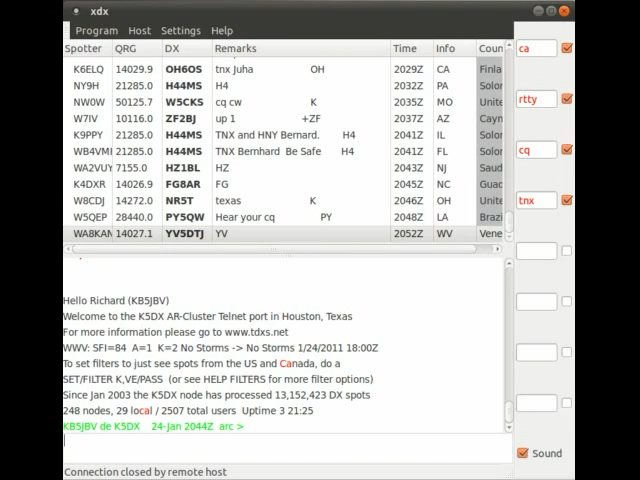 xdx
Program Host Settings Help
Spotter QRG DX Remarks Time Info Coun
K6ELQ 14029.9 OH6OS tnx Juha OH 2029Z CA Finla
NY9H 21285.0 H44MS H4 2032Z PA Solor
NW0W 50125.7 W5CKS cq cw K 2035Z MO Unite
W7IV 10116.0 ZF2BJ up 1 +ZF 2037Z AZ Cayn
K9PPY 21285.0 H44MS TNX and HNY Bernard. H4 2041Z IL Solor
WB4VMI 21285.0 H44MS TNX Bernhard Be Safe H4 2041Z FL Solor
WA2VUY 7155.0 HZ1BL HZ 2043Z NJ Saud
K4DXR 14026.9 FG8AR FG 2045Z NC Guad
W8CDJ 14272.0 NR5T texas K 2046Z OH Unite
W5QEP 28440.0 PY5QW Hear your cq PY 2048Z LA Brazi
WA8KAN 14027.1 YV5DTJ YV 2052Z WV Vene
Hello Richard (KB5JBV)
Welcome to the K5DX AR-Cluster Telnet port in Houston, Texas
For more information please go to www.tdxs.net
WWV: SFI=84 A=1 K=2 No Storms -> No Storms 1/24/2011 18:00Z
To set filters to just see spots from the US and Canada, do a
SET/FILTER K,VE/PASS (or see HELP FILTERS for more filter options)
Since Jan 2003 the K5DX node has processed 13,152,423 DX spots
248 nodes, 29 local / 2507 total users Uptime 3 21:25
KB5JBV de K5DX 24-Jan 2044Z arc >
Connection closed by remote host
ca
rtty
cq
tnx
Sound